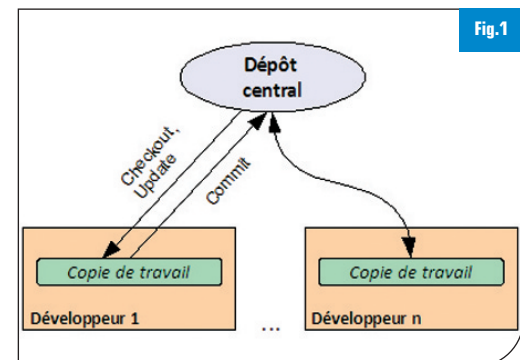 Fig.1
Dépôt
central
Checkout,
Update
Commit
Copie de travail
Développeur 1
...
Copie de travail
Développeur n